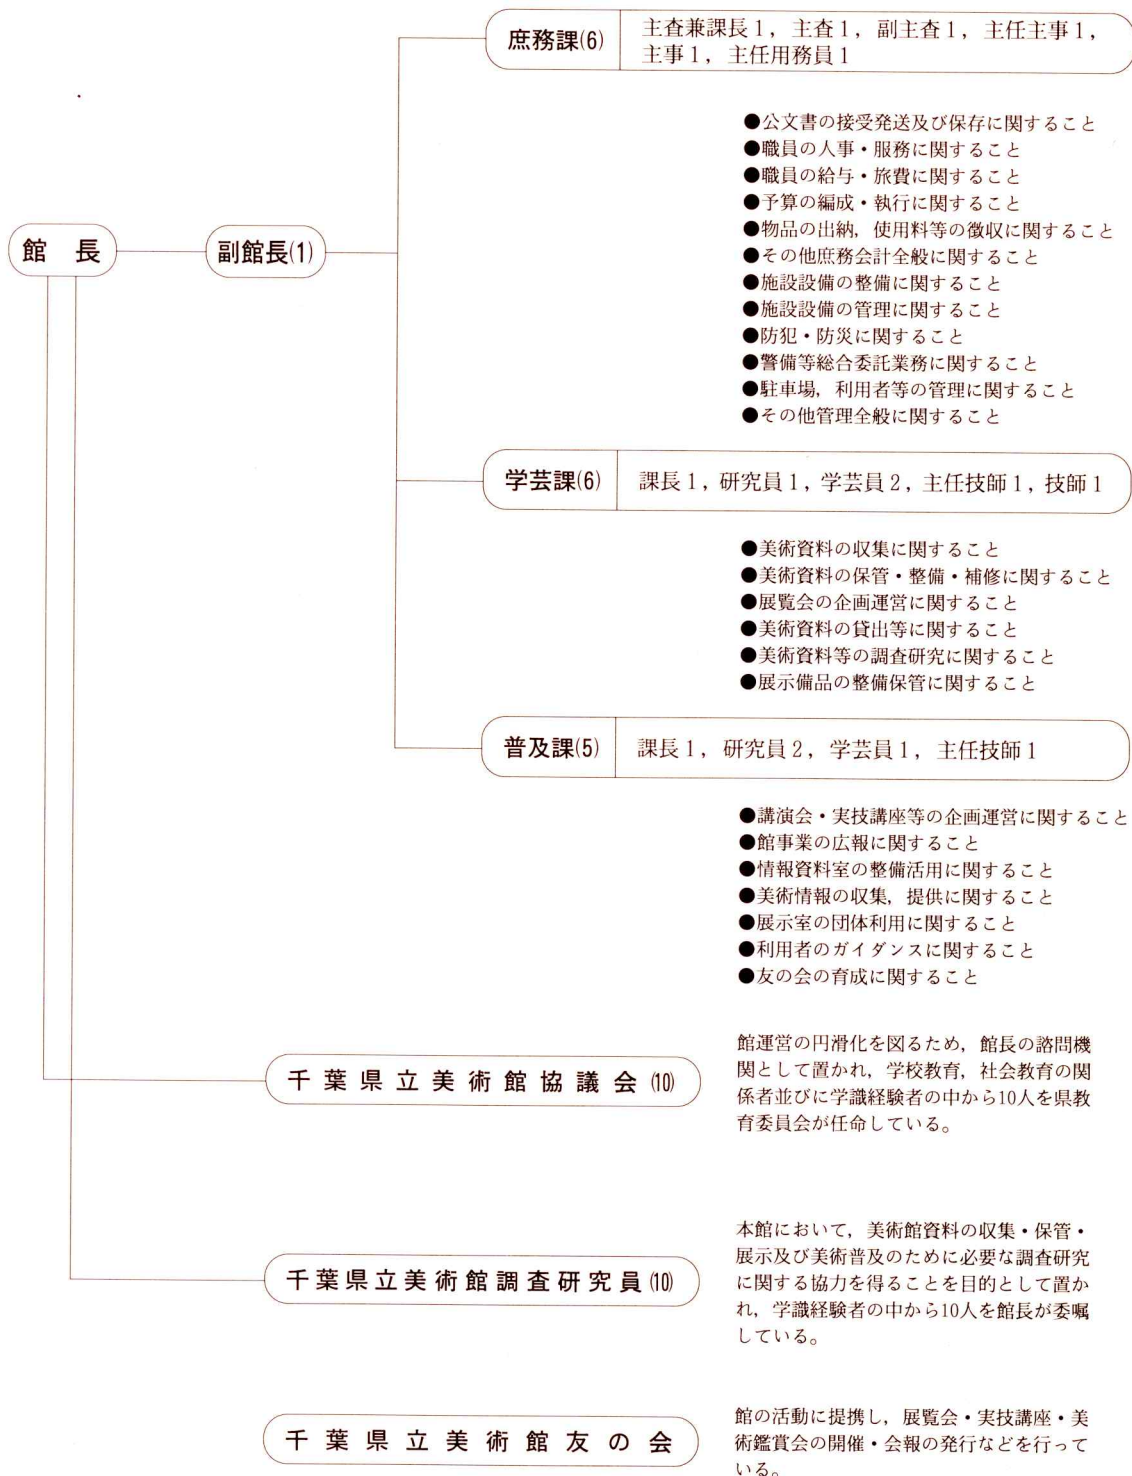 庶務課(6)
主査兼課長1，主査1，副主査1，主任主事1，
主事1，主任用務員1
●公文書の接受発送及び保存に関すること
●職員の人事・服務に関すること
●職員の給与・旅費に関すること
●予算の編成・執行に関すること
●物品の出納，使用料等の徴収に関すること
●その他庶務会計全般に関すること
●施設設備の整備に関すること
●施設設備の管理に関すること
●防犯・防災に関すること
●警備等総合委託業務に関すること
●駐車場，利用者等の管理に関すること
●その他管理全般に関すること
館　長
副館長(1)
学芸課(6)
課長1，研究員1，学芸員2，主任技師1，技師1
●美術資料の収集に関すること
●美術資料の保管・整備・補修に関すること
●展覧会の企画運営に関すること
●美術資料の貸出等に関すること
●美術資料等の調査研究に関すること
●展示備品の整備保管に関すること
普及課(5)
課長1，研究員2，学芸員1，主任技師1
●講演会・実技講座等の企画運営に関すること
●館事業の広報に関すること
●情報資料室の整備活用に関すること
●美術情報の収集，提供に関すること
●展示室の団体利用に関すること
●利用者のガイダンスに関すること
●友の会の育成に関すること
千葉県立美術館協議会(10)
館運営の円滑化を図るため，館長の諮問機
関として置かれ，学校教育，社会教育の関
係者並びに学識経験者の中から10人を県教
育委員会が任命している。
千葉県立美術館調査研究員(10)
本館において，美術館資料の収集・保管・
展示及び美術普及のために必要な調査研究
に関する協力を得ることを目的として置か
れ，学識経験者の中から10人を館長が委嘱
している。
千葉県立美術館友の会
館の活動に提携し，展覧会・実技講座・美
術鑑賞会の開催・会報の発行などを行って
いる。